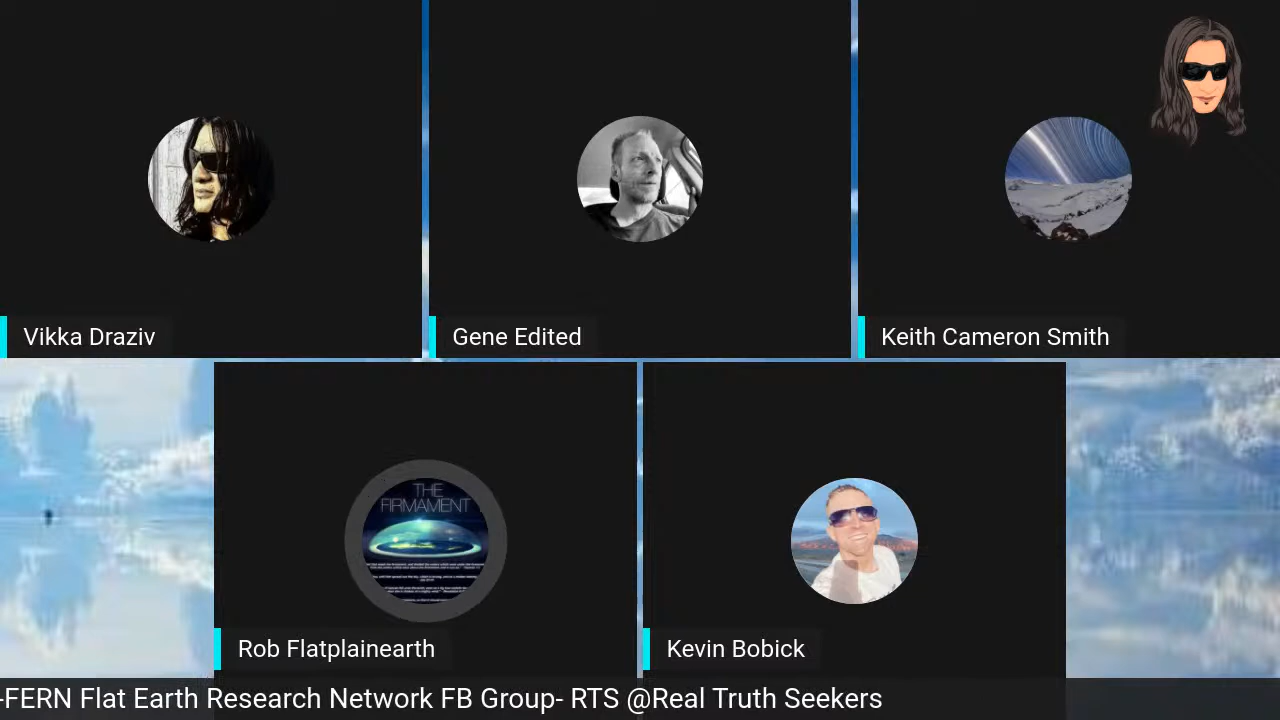 Vikka Draziv
Gene Edited
Keith Cameron Smith
THE
FIRMAMENT
Rob Flatplainearth
Kevin Bobick
-FERN Flat Earth Research Network FB Group- RTS @Real Truth Seekers